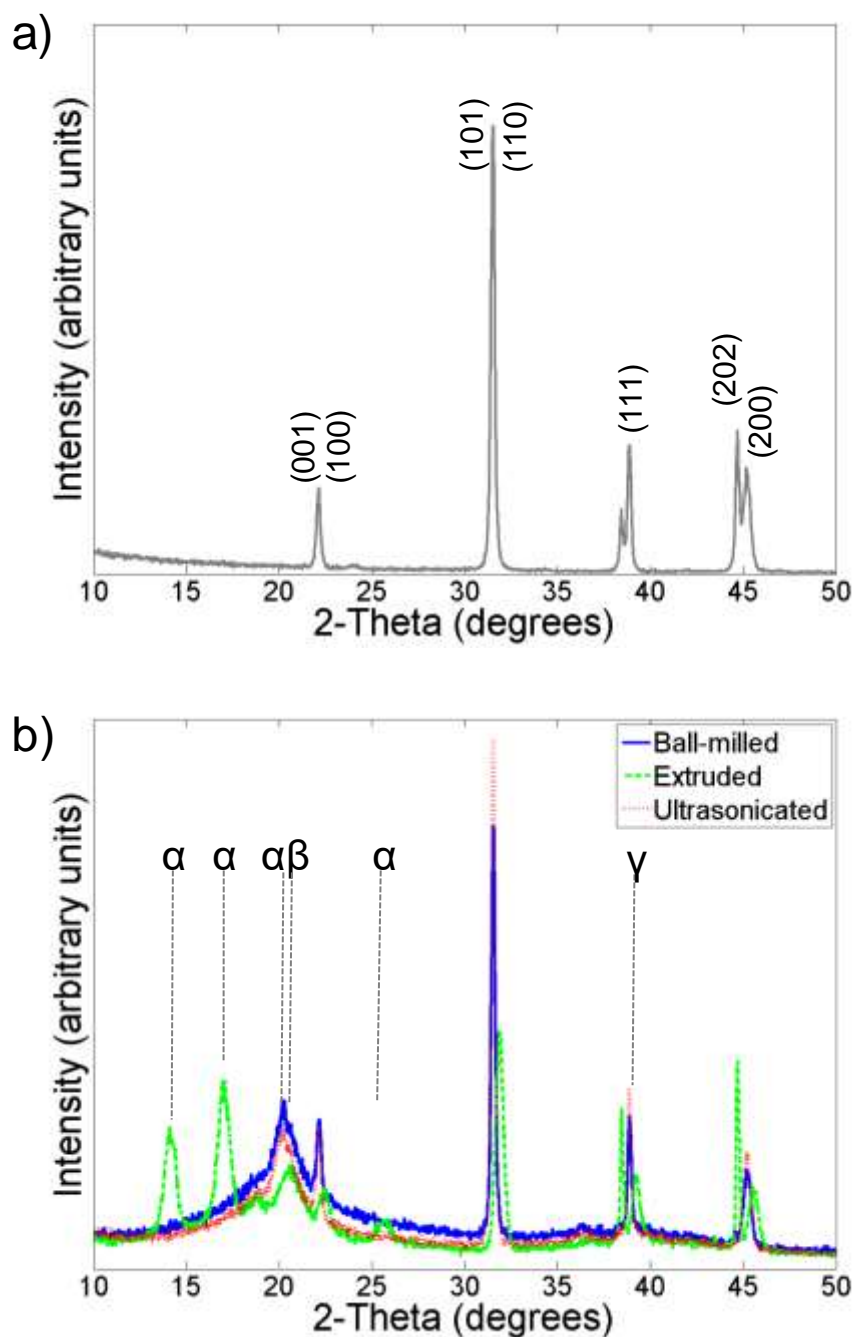 a)
Intensity (arbitrary units)
(001)
(100)
(101)
(110)
(111)
(202)
(200)
10 15 20 25 30 35 40 45 50
2-Theta (degrees)
b)
Intensity (arbitrary units)
Ball-milled
Extruded
Ultrasonicated
α α αβ α γ
10 15 20 25 30 35 40 45 50
2-Theta (degrees)